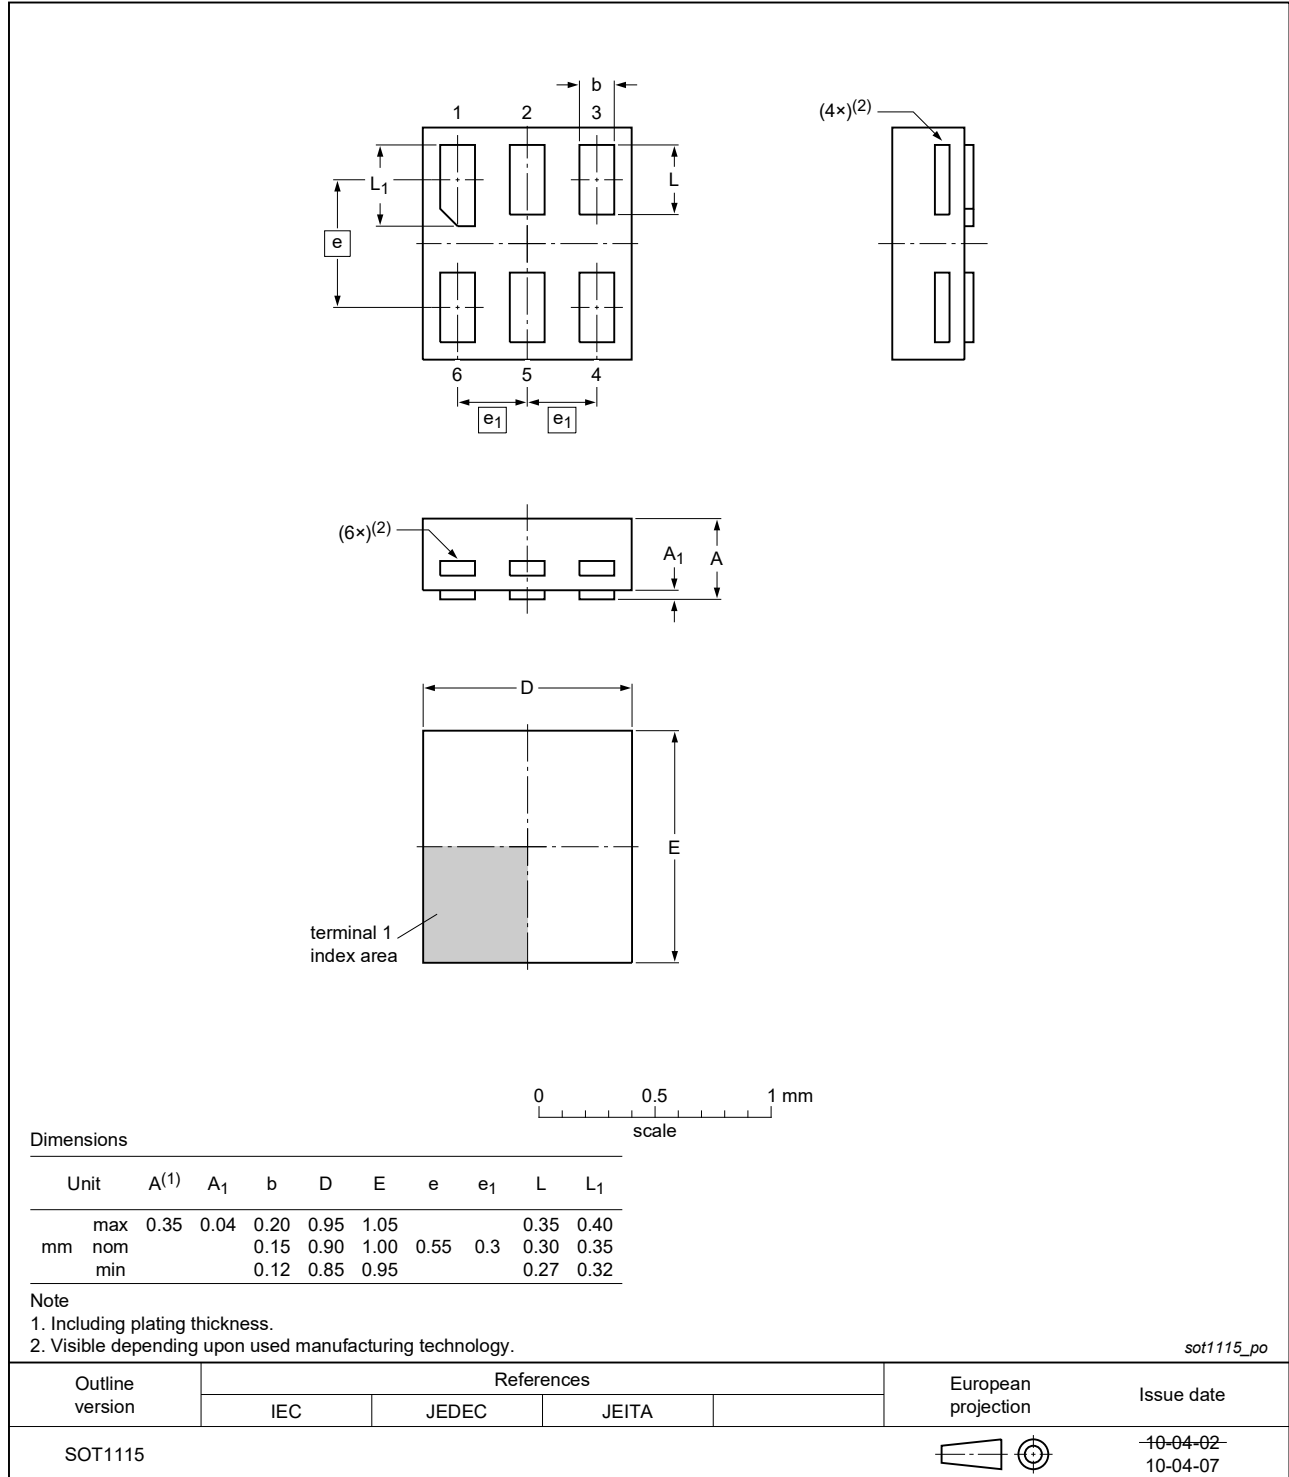 b
1 2 3
(4×)(2)
L1
L
e
6 5 4
e1 e1
(6×)(2)
A1
A
D
E
terminal 1
index area
0 0.5 1 mm
scale
Dimensions
Unit A(1) A1 b D E e e1 L L1
max 0.35 0.04 0.20 0.95 1.05 0.35 0.40
mm nom 0.15 0.90 1.00 0.55 0.3 0.30 0.35
min 0.12 0.85 0.95 0.27 0.32
Note
1. Including plating thickness.
2. Visible depending upon used manufacturing technology.
sot1115_po
Outline version
References
European projection
Issue date
IEC JEDEC JEITA
SOT1115
10-04-02
10-04-07